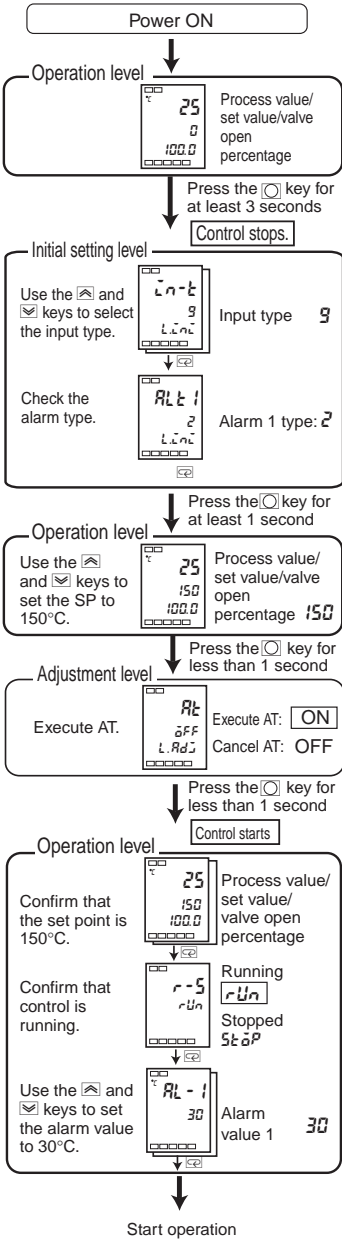 Power ON
Operation level
℃
25
0
100.0
Process value/
set value/valve
open
percentage
Press the key for
at least 3 seconds
Control stops.
Initial setting level
Use the and
keys to select
the input type.
in-t
9
L.inl
Input type 9
Check the
alarm type.
ALt1
2
L.inl
Alarm 1 type: 2
Press the key for
at least 1 second
Operation level
Use the
and keys to
set the SP to
150°C.
℃
25
150
100.0
Process value/
set value/valve
open
percentage 150
Press the key for
less than 1 second
Adjustment level
Execute AT.
At
oFF
L.AdJ
Execute AT: ON
Cancel AT: OFF
Press the key for
less than 1 second
Control starts
Operation level
Confirm that
the set point is
150°C.
℃
25
150
100.0
Process value/
set value/
valve open
percentage
Confirm that
control is
running.
r-S
rUn
Running
rUn
Stopped
StoP
Use the and
keys to set
the alarm value
to 30°C.
℃
AL-1
30
Alarm
value 1 30
Start operation